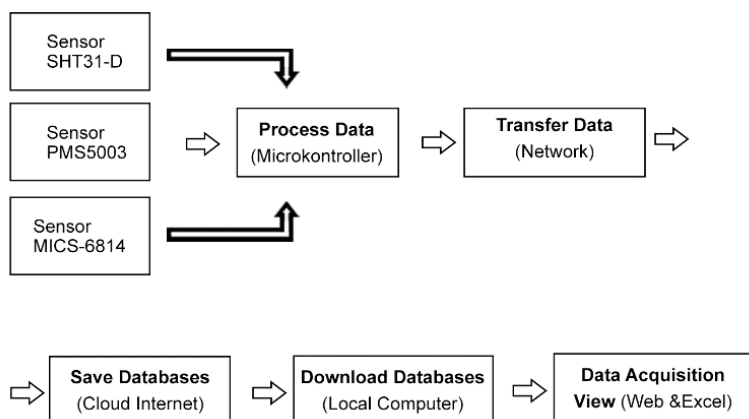 Sensor
SHT31-D
Sensor
PMS5003
Sensor
MICS-6814
Process Data
(Microkontroller)
Transfer Data
(Network)
Save Databases
(Cloud Internet)
Download Databases
(Local Computer)
Data Acquisition
View (Web &Excel)